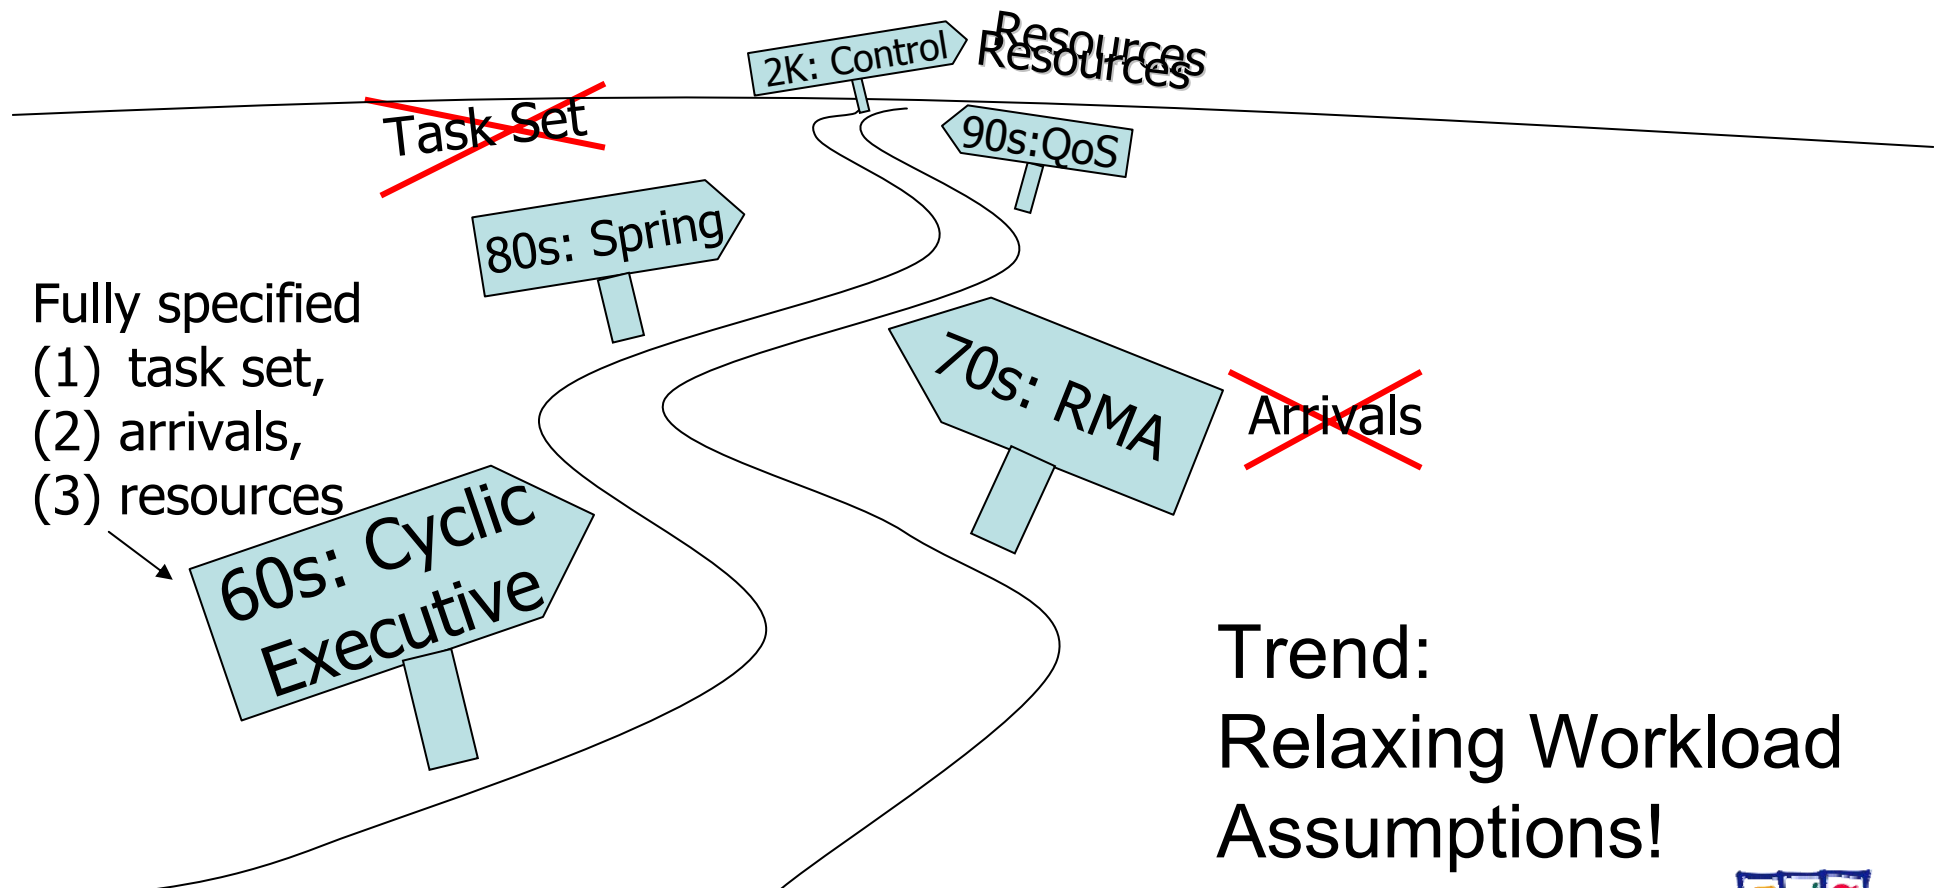 Resources
Resources
2K: Control
90s:QoS
Task Set
80s: Spring
Fully specified
(1) task set,
(2) arrivals,
(3) resources
70s: RMA
Arrivals
60s: Cyclic
Executive
Trend:
Relaxing Workload
Assumptions!